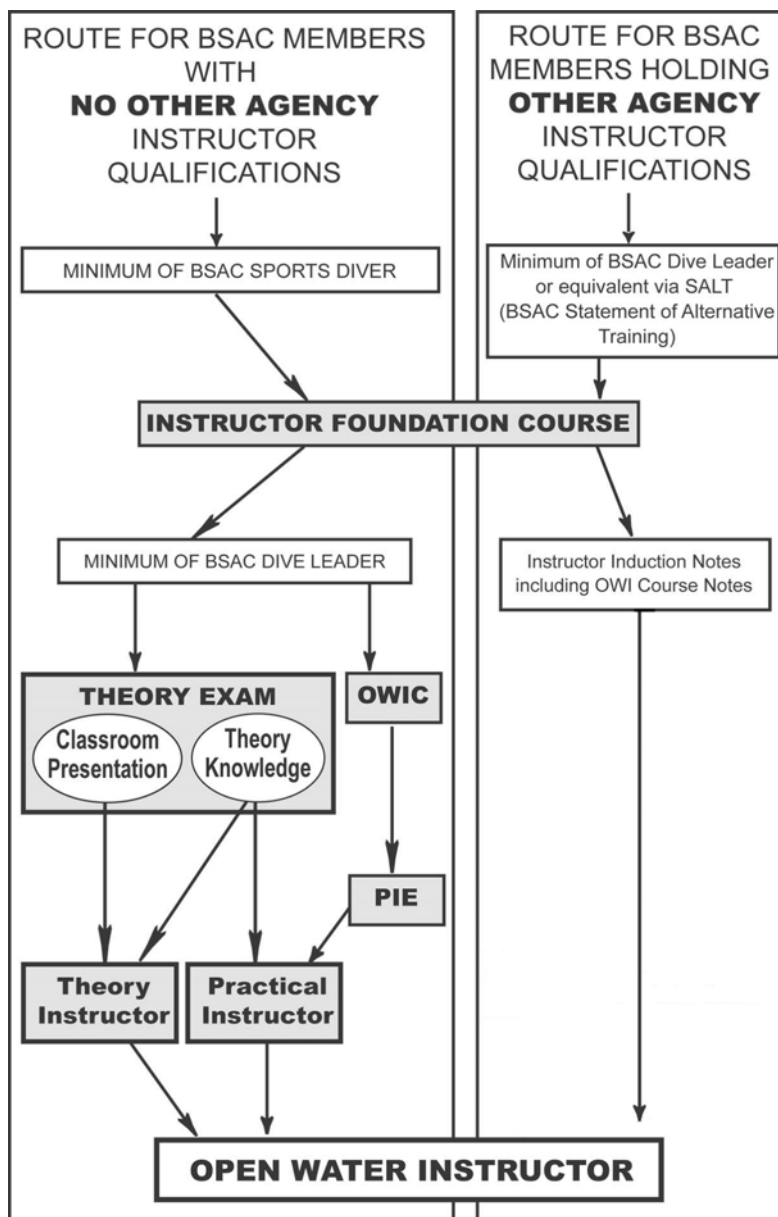 ROUTE FOR BSAC MEMBERS
WITH
NO OTHER AGENCY
INSTRUCTOR
QUALIFICATIONS
MINIMUM OF BSAC SPORTS DIVER
ROUTE FOR BSAC
MEMBERS HOLDING
OTHER AGENCY
INSTRUCTOR
QUALIFICATIONS
Minimum of BSAC Dive Leader
or equivalent via SALT
(BSAC Statement of Alternative
Training)
INSTRUCTOR FOUNDATION COURSE
MINIMUM OF BSAC DIVE LEADER
Instructor Induction Notes
including OWI Course Notes
THEORY EXAM
Classroom
Presentation
Theory
Knowledge
OWIC
PIE
Theory
Instructor
Practical
Instructor
OPEN WATER INSTRUCTOR